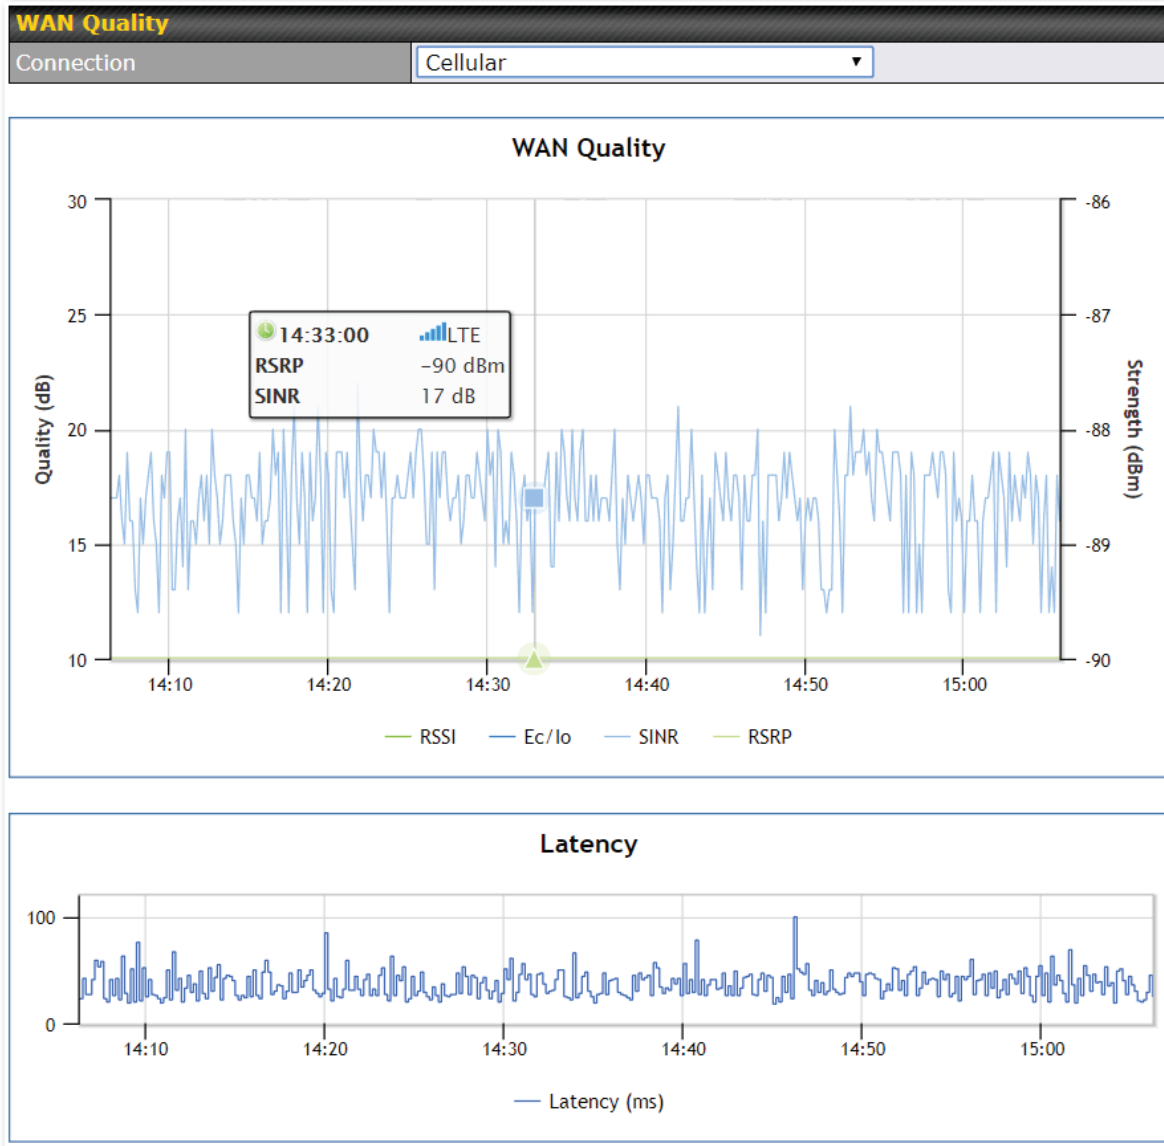 WAN Quality
Connection Cellular
WAN Quality
30 -86
25 -87
14:33:00 LTE
RSRP -90 dBm
SINR 17 dB
Quality (dB)
Strength (dBm)
20 -88
15 -89
10 -90
14:10 14:20 14:30 14:40 14:50 15:00
RSSI Ec/Io SINR RSRP
Latency
100
0
14:10 14:20 14:30 14:40 14:50 15:00
Latency (ms)